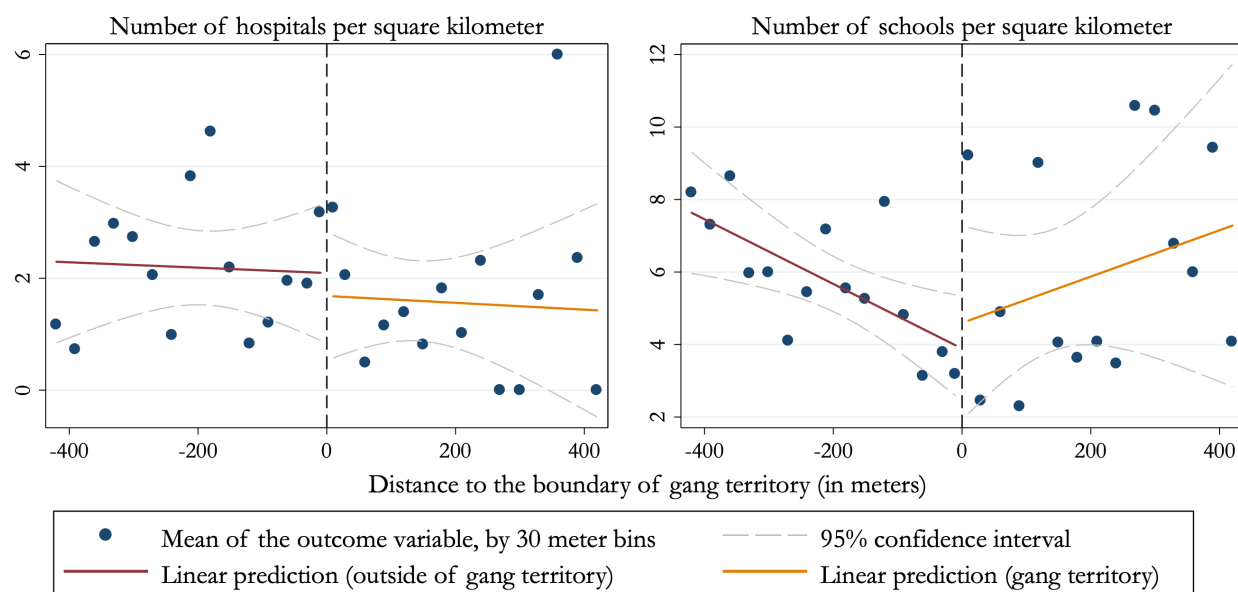 Number of hospitals per square kilometer
6
4
2
0
-400 -200 0 200 400
Number of schools per square kilometer
12
10
8
6
4
2
-400 -200 0 200 400
Distance to the boundary of gang territory (in meters)
Mean of the outcome variable, by 30 meter bins
95% confidence interval
Linear prediction (outside of gang territory)
Linear prediction (gang territory)